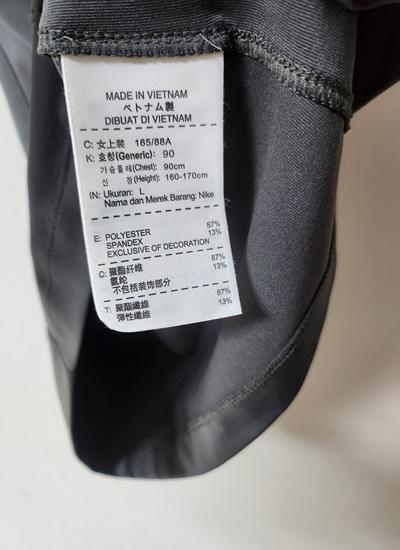 MADE IN VIETNAM
ベトナム製
DIBUAT DI VIETNAM
C: 女上裝 165/88A
K: 호칭(Generic): 90
가슴둘레(Chest): 90cm
신 장(Height): 160-170cm
IN: Ukuran: L
Nama dan Merek Barang: Nike
E: POLYESTER 87%
SPANDEX 13%
EXCLUSIVE OF DECORATION
C: 聚酯纤维 87%
氨纶 13%
不包括装饰部分
T: 聚酯纖維 87%
彈性纖維 13%